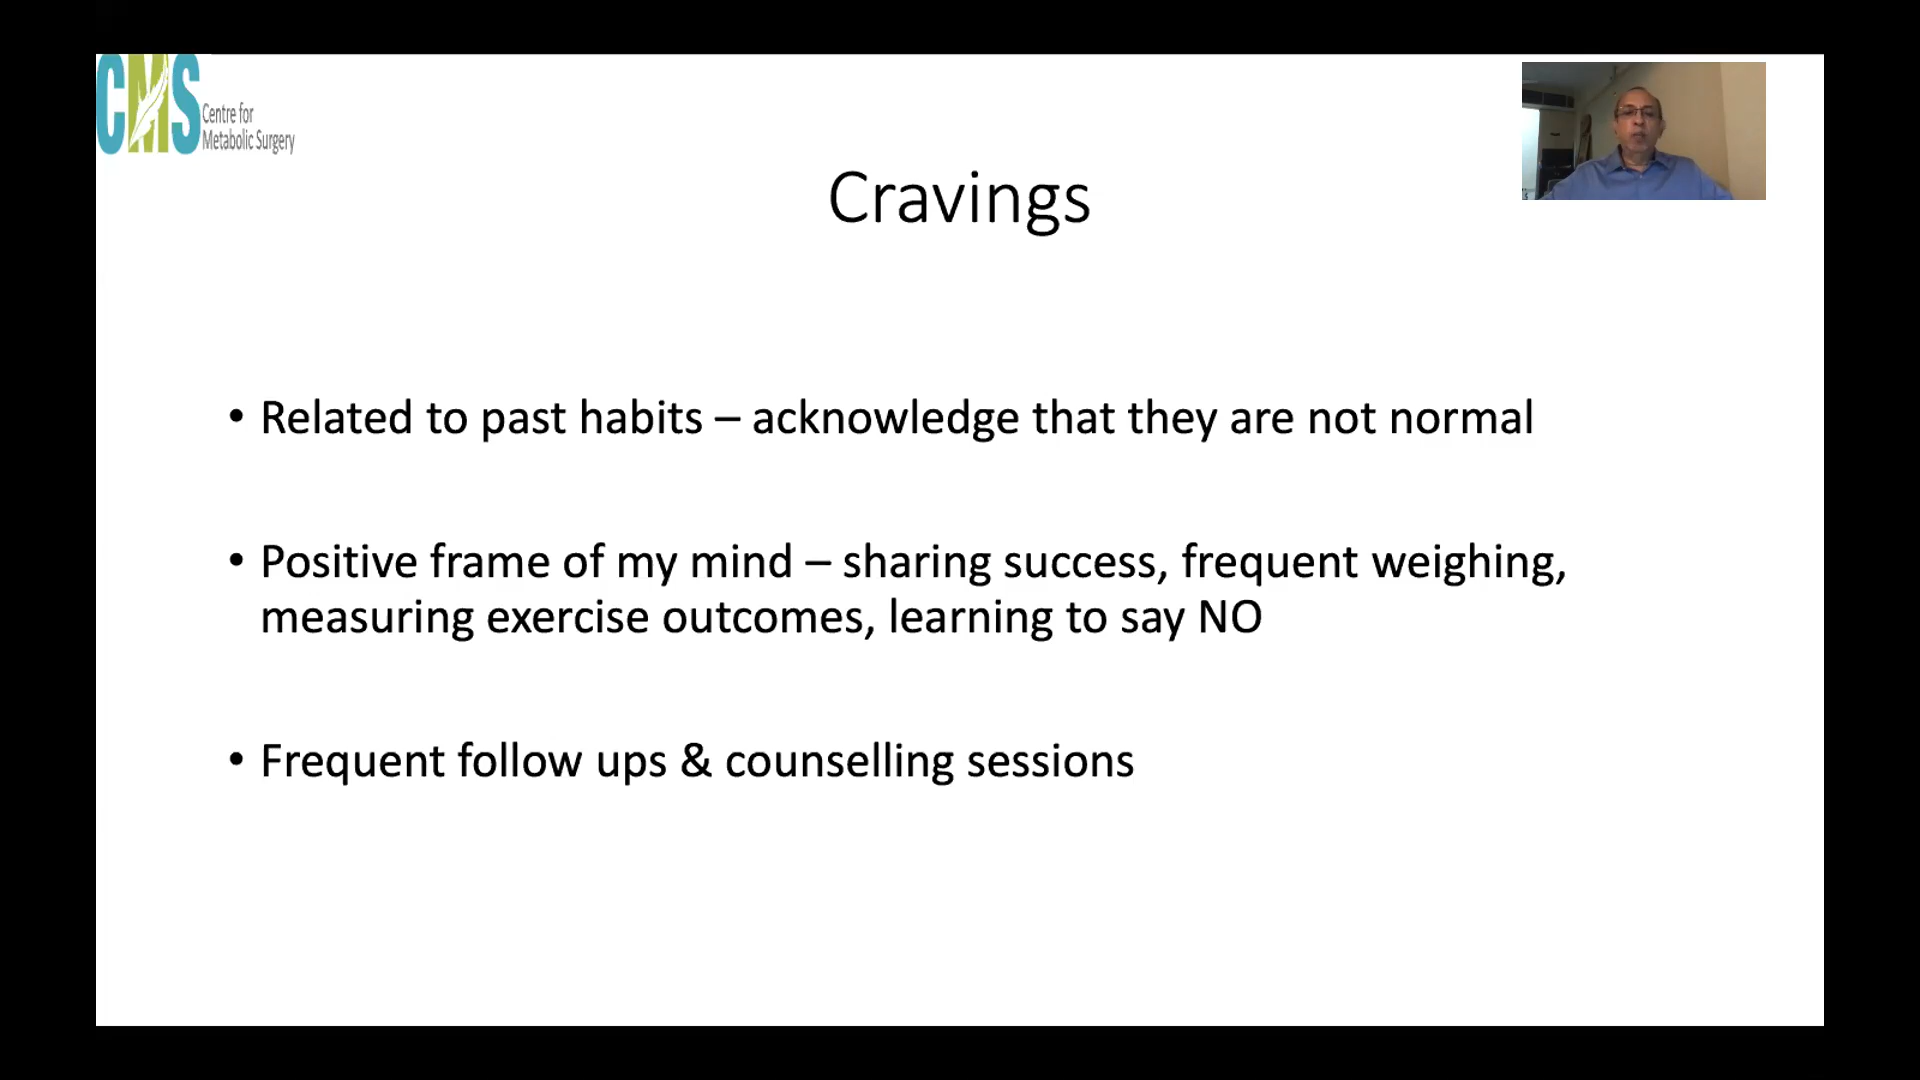 CMS
Centre for
Metabolic Surgery
Cravings
• Related to past habits – acknowledge that they are not normal
• Positive frame of my mind – sharing success, frequent weighing,
measuring exercise outcomes, learning to say NO
• Frequent follow ups & counselling sessions